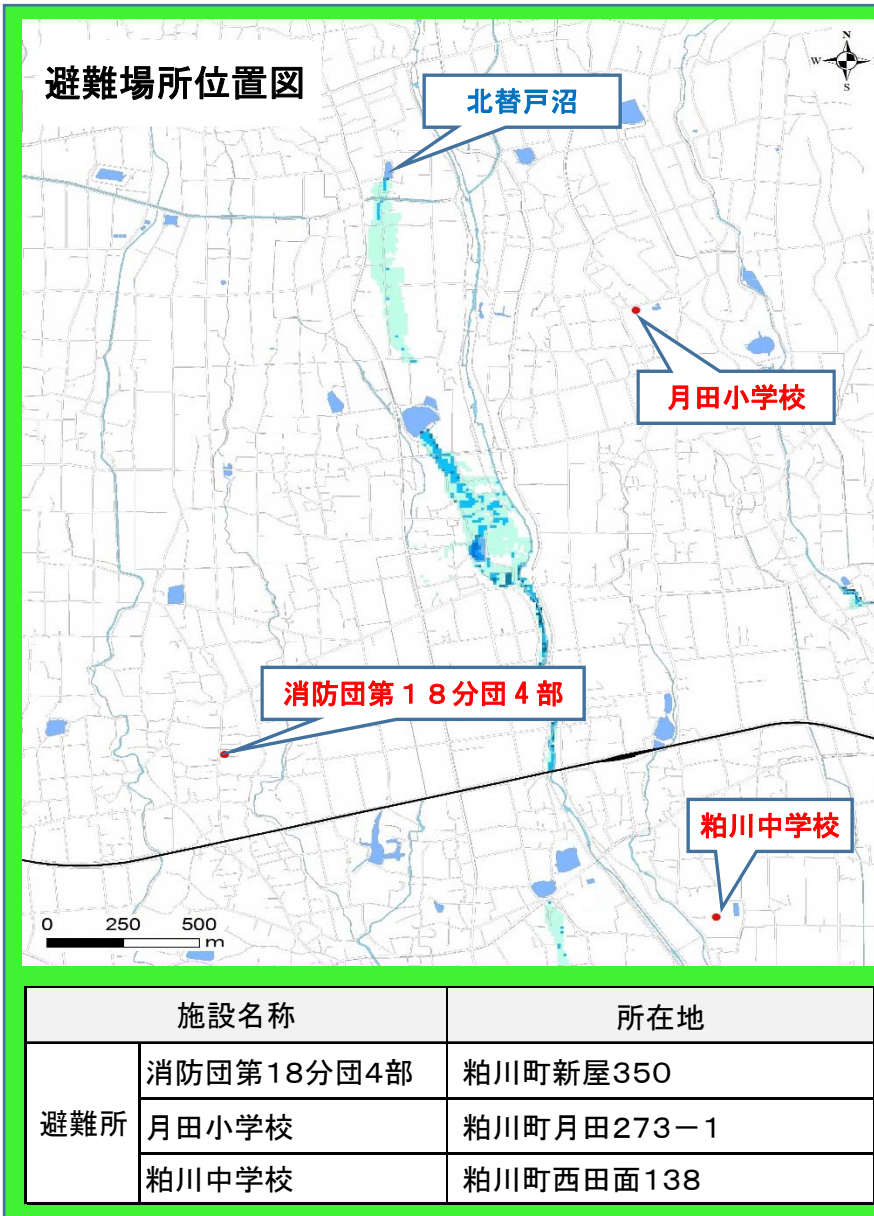 避難場所位置図
N
W
S
北替戸沼
月田小学校
消防団第１８分団４部
粕川中学校
0 250 500
m
施設名称 所在地
避難所
消防団第18分団4部 粕川町新屋350
月田小学校 粕川町月田273－1
粕川中学校 粕川町西田面138